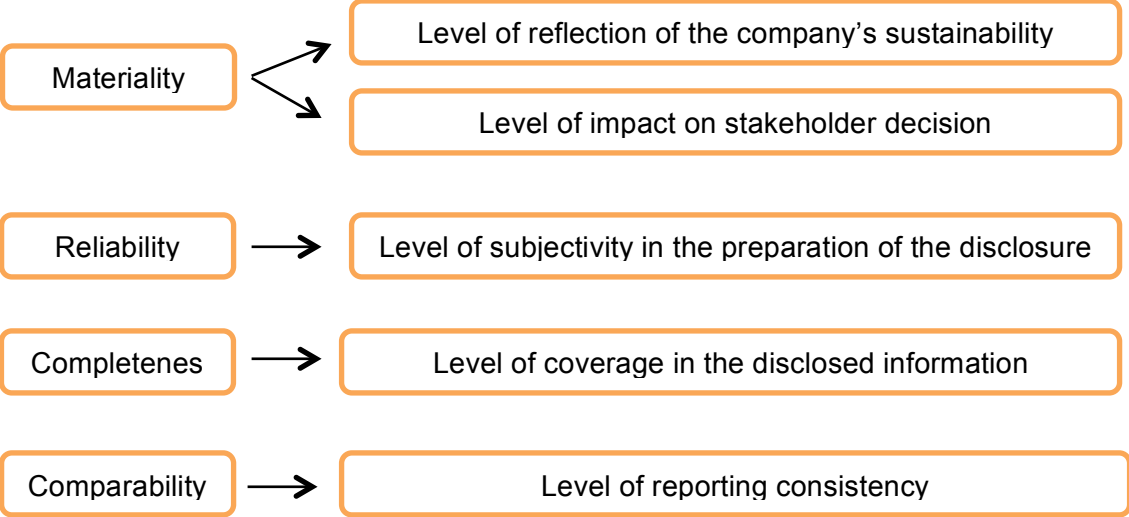 Level of reflection of the company’s sustainability
Materiality
Level of impact on stakeholder decision
Reliability
Level of subjectivity in the preparation of the disclosure
Completenes
Level of coverage in the disclosed information
Comparability
Level of reporting consistency